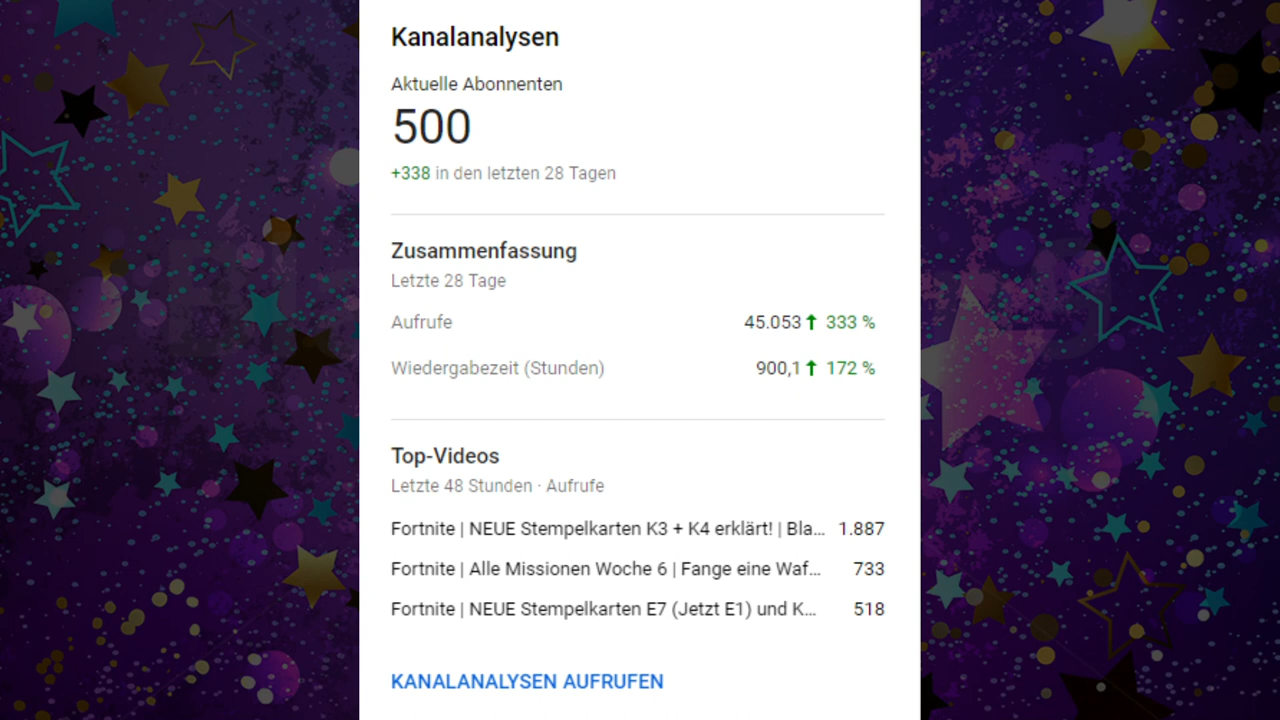 Kanalanalysen
Aktuelle Abonnenten
500
+338 in den letzten 28 Tagen
Zusammenfassung
Letzte 28 Tage
Aufrufe 45.053 ↑ 333 %
Wiedergabezeit (Stunden) 900,1 ↑ 172 %
Top-Videos
Letzte 48 Stunden · Aufrufe
Fortnite | NEUE Stempelkarten K3 + K4 erklärt! | Bla... 1.887
Fortnite | Alle Missionen Woche 6 | Fange eine Waf... 733
Fortnite | NEUE Stempelkarten E7 (Jetzt E1) und K... 518
KANALANALYSEN AUFRUFEN